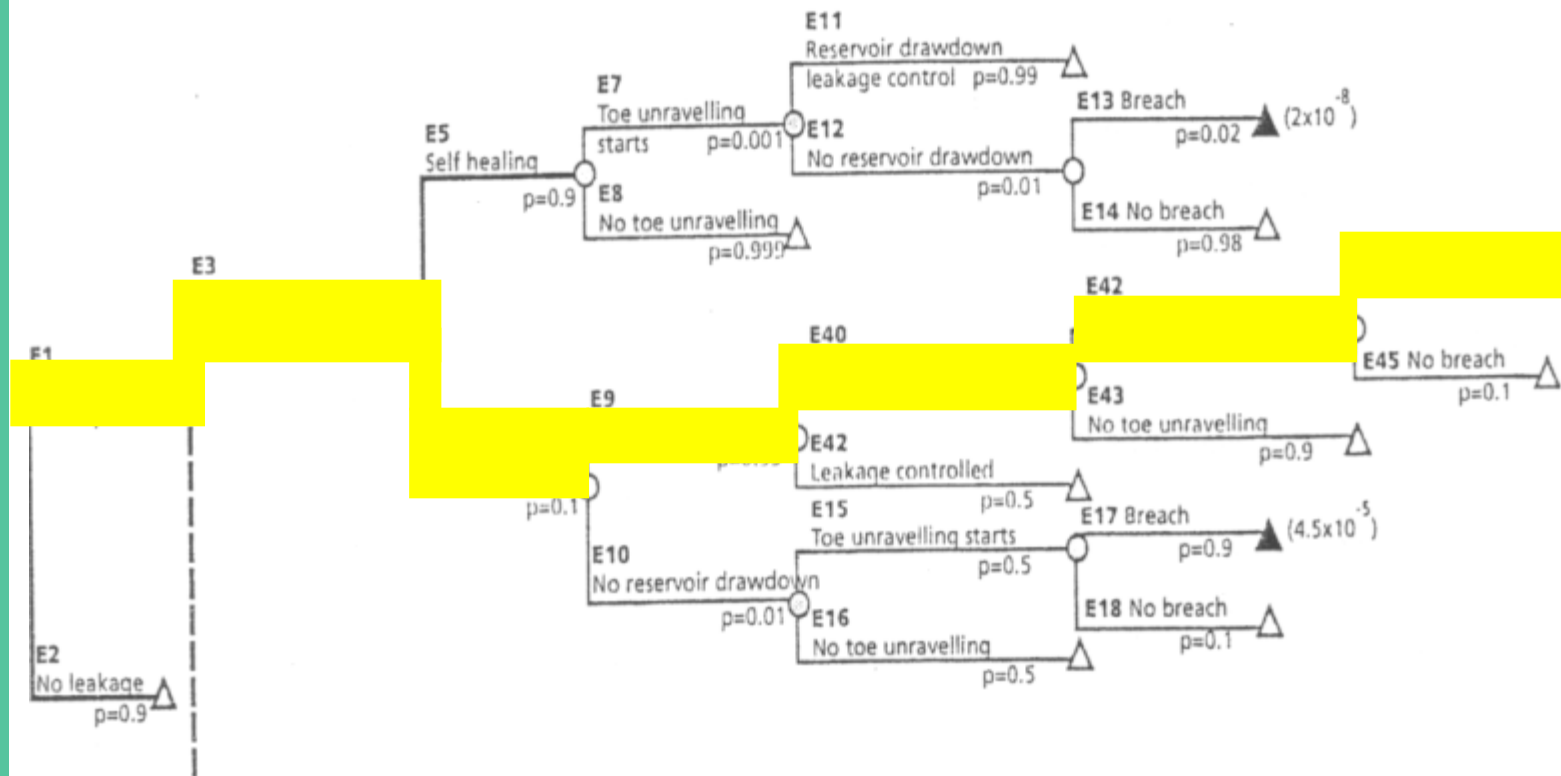 E11
Reservoir drawdown
leakage control p=0.99
E7
Toe unravelling
starts p=0.001
E13 Breach
p=0.02
(2x10^-8)
E5
Self healing
p=0.9
E12
No reservoir drawdown
p=0.01
E8
No toe unravelling
p=0.999
E14 No breach
p=0.98
E3
E42
E40
E1
E45 No breach
p=0.1
E9
E43
No toe unravelling
p=0.9
E42
Leakage controlled
p=0.5
p=0.1
E15
Toe unravelling starts
p=0.5
E17 Breach
p=0.9
(4.5x10^-5)
E10
No reservoir drawdown
p=0.01
E16
No toe unravelling
p=0.5
E18 No breach
p=0.1
E2
No leakage
p=0.9